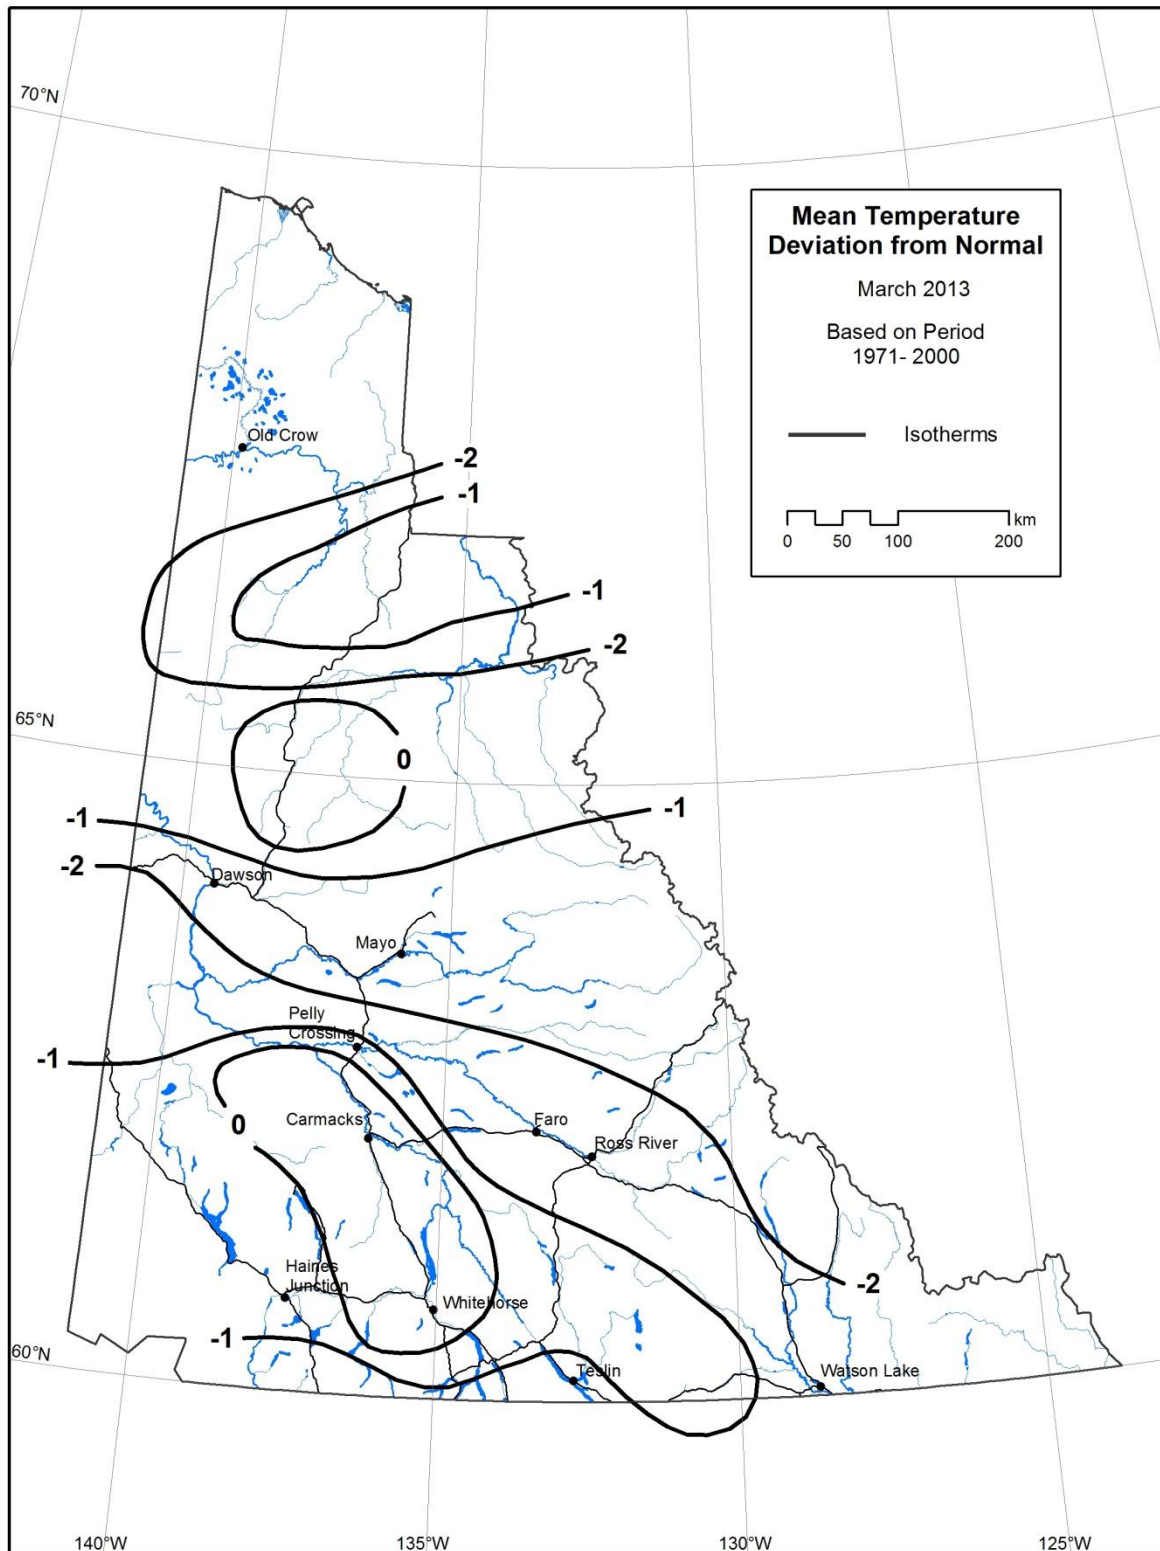 70°N
Mean Temperature
Deviation from Normal
March 2013
Based on Period
1971- 2000
Isotherms
km
0 50 100 200
Old Crow
-2
-1
-1
-2
65°N
0
-1
-1
-2
Dawson
Mayo
Pelly
Crossing
-1
0
Carmacks
Faro
Ross River
Haines
Junction
-2
Whitehorse
-1
60°N
Teslin
Watson Lake
140°W 135°W 130°W 125°W